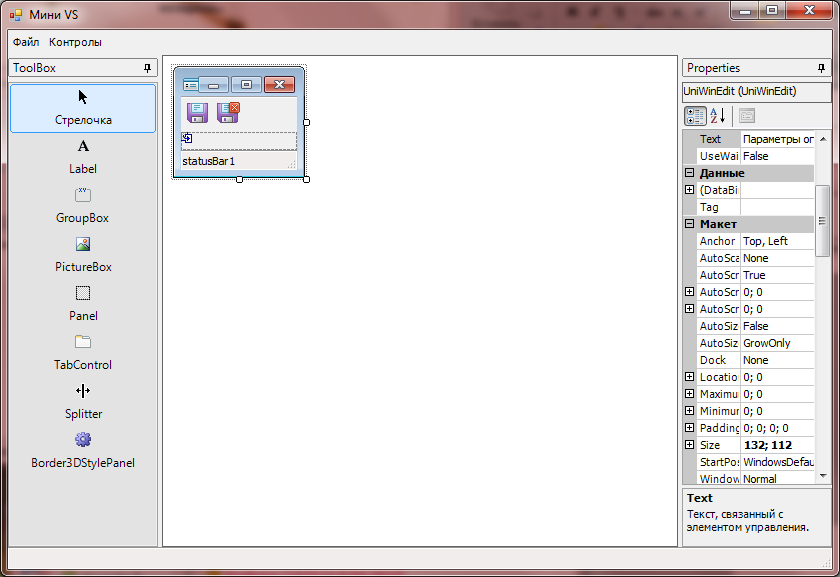 Мини VS
Файл Контролы
ToolBox
Стрелочка
A
Label
GroupBox
PictureBox
Panel
TabControl
Splitter
Border3DStylePanel
statusBar1
Properties
UniWinEdit (UniWinEdit)
Text Параметры оп
UseWai False
Данные
(DataBi
Tag
Макет
Anchor Top, Left
AutoSca None
AutoScr True
AutoScr 0; 0
AutoScr 0; 0
AutoSiz False
AutoSiz GrowOnly
Dock None
Locatio 0; 0
Maximu 0; 0
Minimum 0; 0
Padding 0; 0; 0; 0
Size 132; 112
StartPos WindowsDefau
Window Normal
Text
Текст, связанный с
элементом управления.